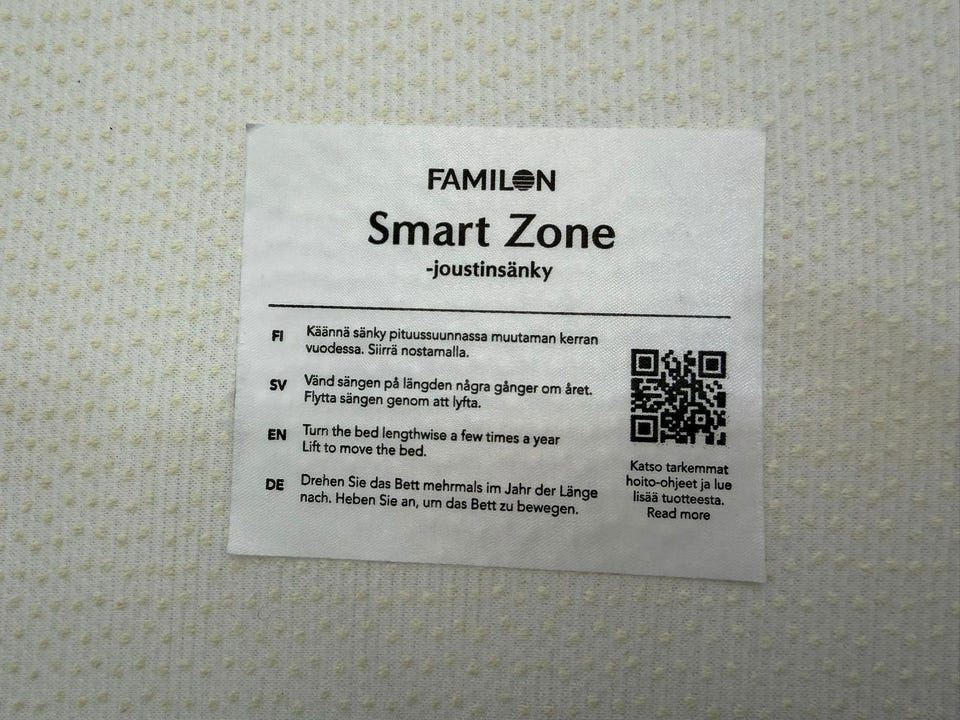 FAMILON
Smart Zone
-joustinsänky
FI
Käännä sänky pituussuunnassa muutaman kerran
vuodessa. Siirrä nostamalla.
SV
Vänd sängen på längden några gånger om året.
Flytta sängen genom att lyfta.
EN
Turn the bed lengthwise a few times a year
Lift to move the bed.
DE
Drehen Sie das Bett mehrmals im Jahr der Länge
nach. Heben Sie an, um das Bett zu bewegen.
Katso tarkemmat
hoito-ohjeet ja lue
lisää tuotteesta.
Read more